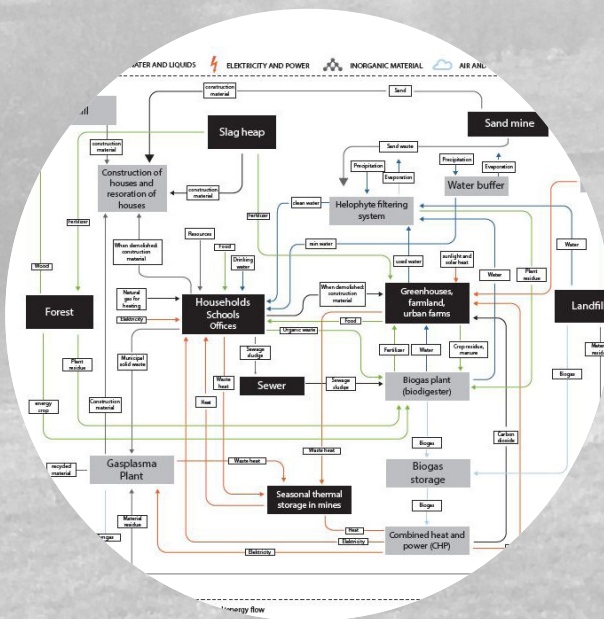 WATER AND LIQUIDS
ELEKTRICITY AND POWER
INORGANIC MATERIAL
AIR AND
construction
material
Sand
Slag heap
Sand mine
construction
material
Sand waste
Precipitation
Evaporation
Precipitation
Evaporation
Construction of
houses and
resoration of
houses
construction
material
clean water
Helophyte filtering
system
Water buffer
Fertilizer
Resources
Fertilizer
When demolished:
construction
material
Food
rain water
Drinking
water
used water
sunlight and
solar heat
Water
Plant
residue
Water
Wood
Natural
gas for
heating
Elektricity
Households
Schools
Offices
When demolished:
construction
material
Greenhouses,
farmland,
urban farms
Forest
Landfill
Food
Organic waste
Municipal
solid waste
Sewage
sludge
Fertilizer
Water
Crop residue,
manure
Plant
residue
Waste
heat
Sewer
Sewage
sludge
Biogas plant
(biodigester)
Biogas
energy
crop
Construction
material
Heat
Carbon
dioxide
Biogas
Waste heat
Gasplasma
Plant
Waste heat
recycled
material
Biogas
storage
Seasonal thermal
storage in mines
Biogas
Material
residue
Heat
Elektricity
Elektricity
Combined heat and
power (CHP)
energy flow